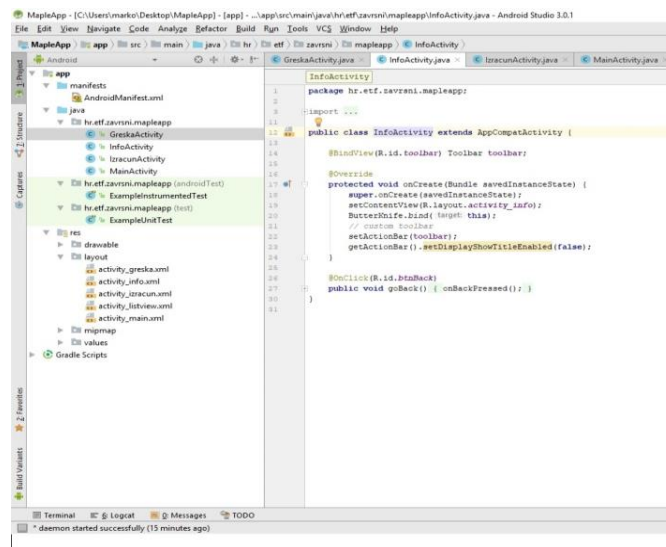 MapleApp - [C:\Users\marko\Desktop\MapleApp] - [app] - ...\app\src\main\java\hr\etf\zavrsni\mapleapp\InfoActivity.java - Android Studio 3.0.1
File Edit View Navigate Code Analyze Refactor Build Run Tools VCS Window Help
MapleApp app src main java hr etf zavrsni mapleapp InfoActivity
Android
GreskaActivity.java InfoActivity.java IzracunActivity.java MainActivity.java
1: Project
Z: Structure
Captures
2: Favorites
Build Variants
app
manifests
AndroidManifest.xml
java
hr.etf.zavrsni.mapleapp
GreskaActivity
InfoActivity
IzracunActivity
MainActivity
hr.etf.zavrsni.mapleapp (androidTest)
ExampleInstrumentedTest
hr.etf.zavrsni.mapleapp (test)
ExampleUnitTest
res
drawable
layout
activity_greska.xml
activity_info.xml
activity_izracun.xml
activity_listview.xml
activity_main.xml
mipmap
values
Gradle Scripts
InfoActivity
1 package hr.etf.zavrsni.mapleapp;
2
3 import ...
11
12 public class InfoActivity extends AppCompatActivity {
13
14 @BindView(R.id.toolbar) Toolbar toolbar;
15
16 @Override
17 protected void onCreate(Bundle savedInstanceState) {
18 super.onCreate(savedInstanceState);
19 setContentView(R.layout.activity_info);
20 ButterKnife.bind( target: this);
21 // custom toolbar
22 setActionBar(toolbar);
23 getActionBar().setDisplayShowTitleEnabled(false);
24 }
25
26 @OnClick(R.id.btnBack)
27 public void goBack() { onBackPressed(); }
30 }
31
Terminal 6: Logcat 0: Messages TODO
* daemon started successfully (15 minutes ago)